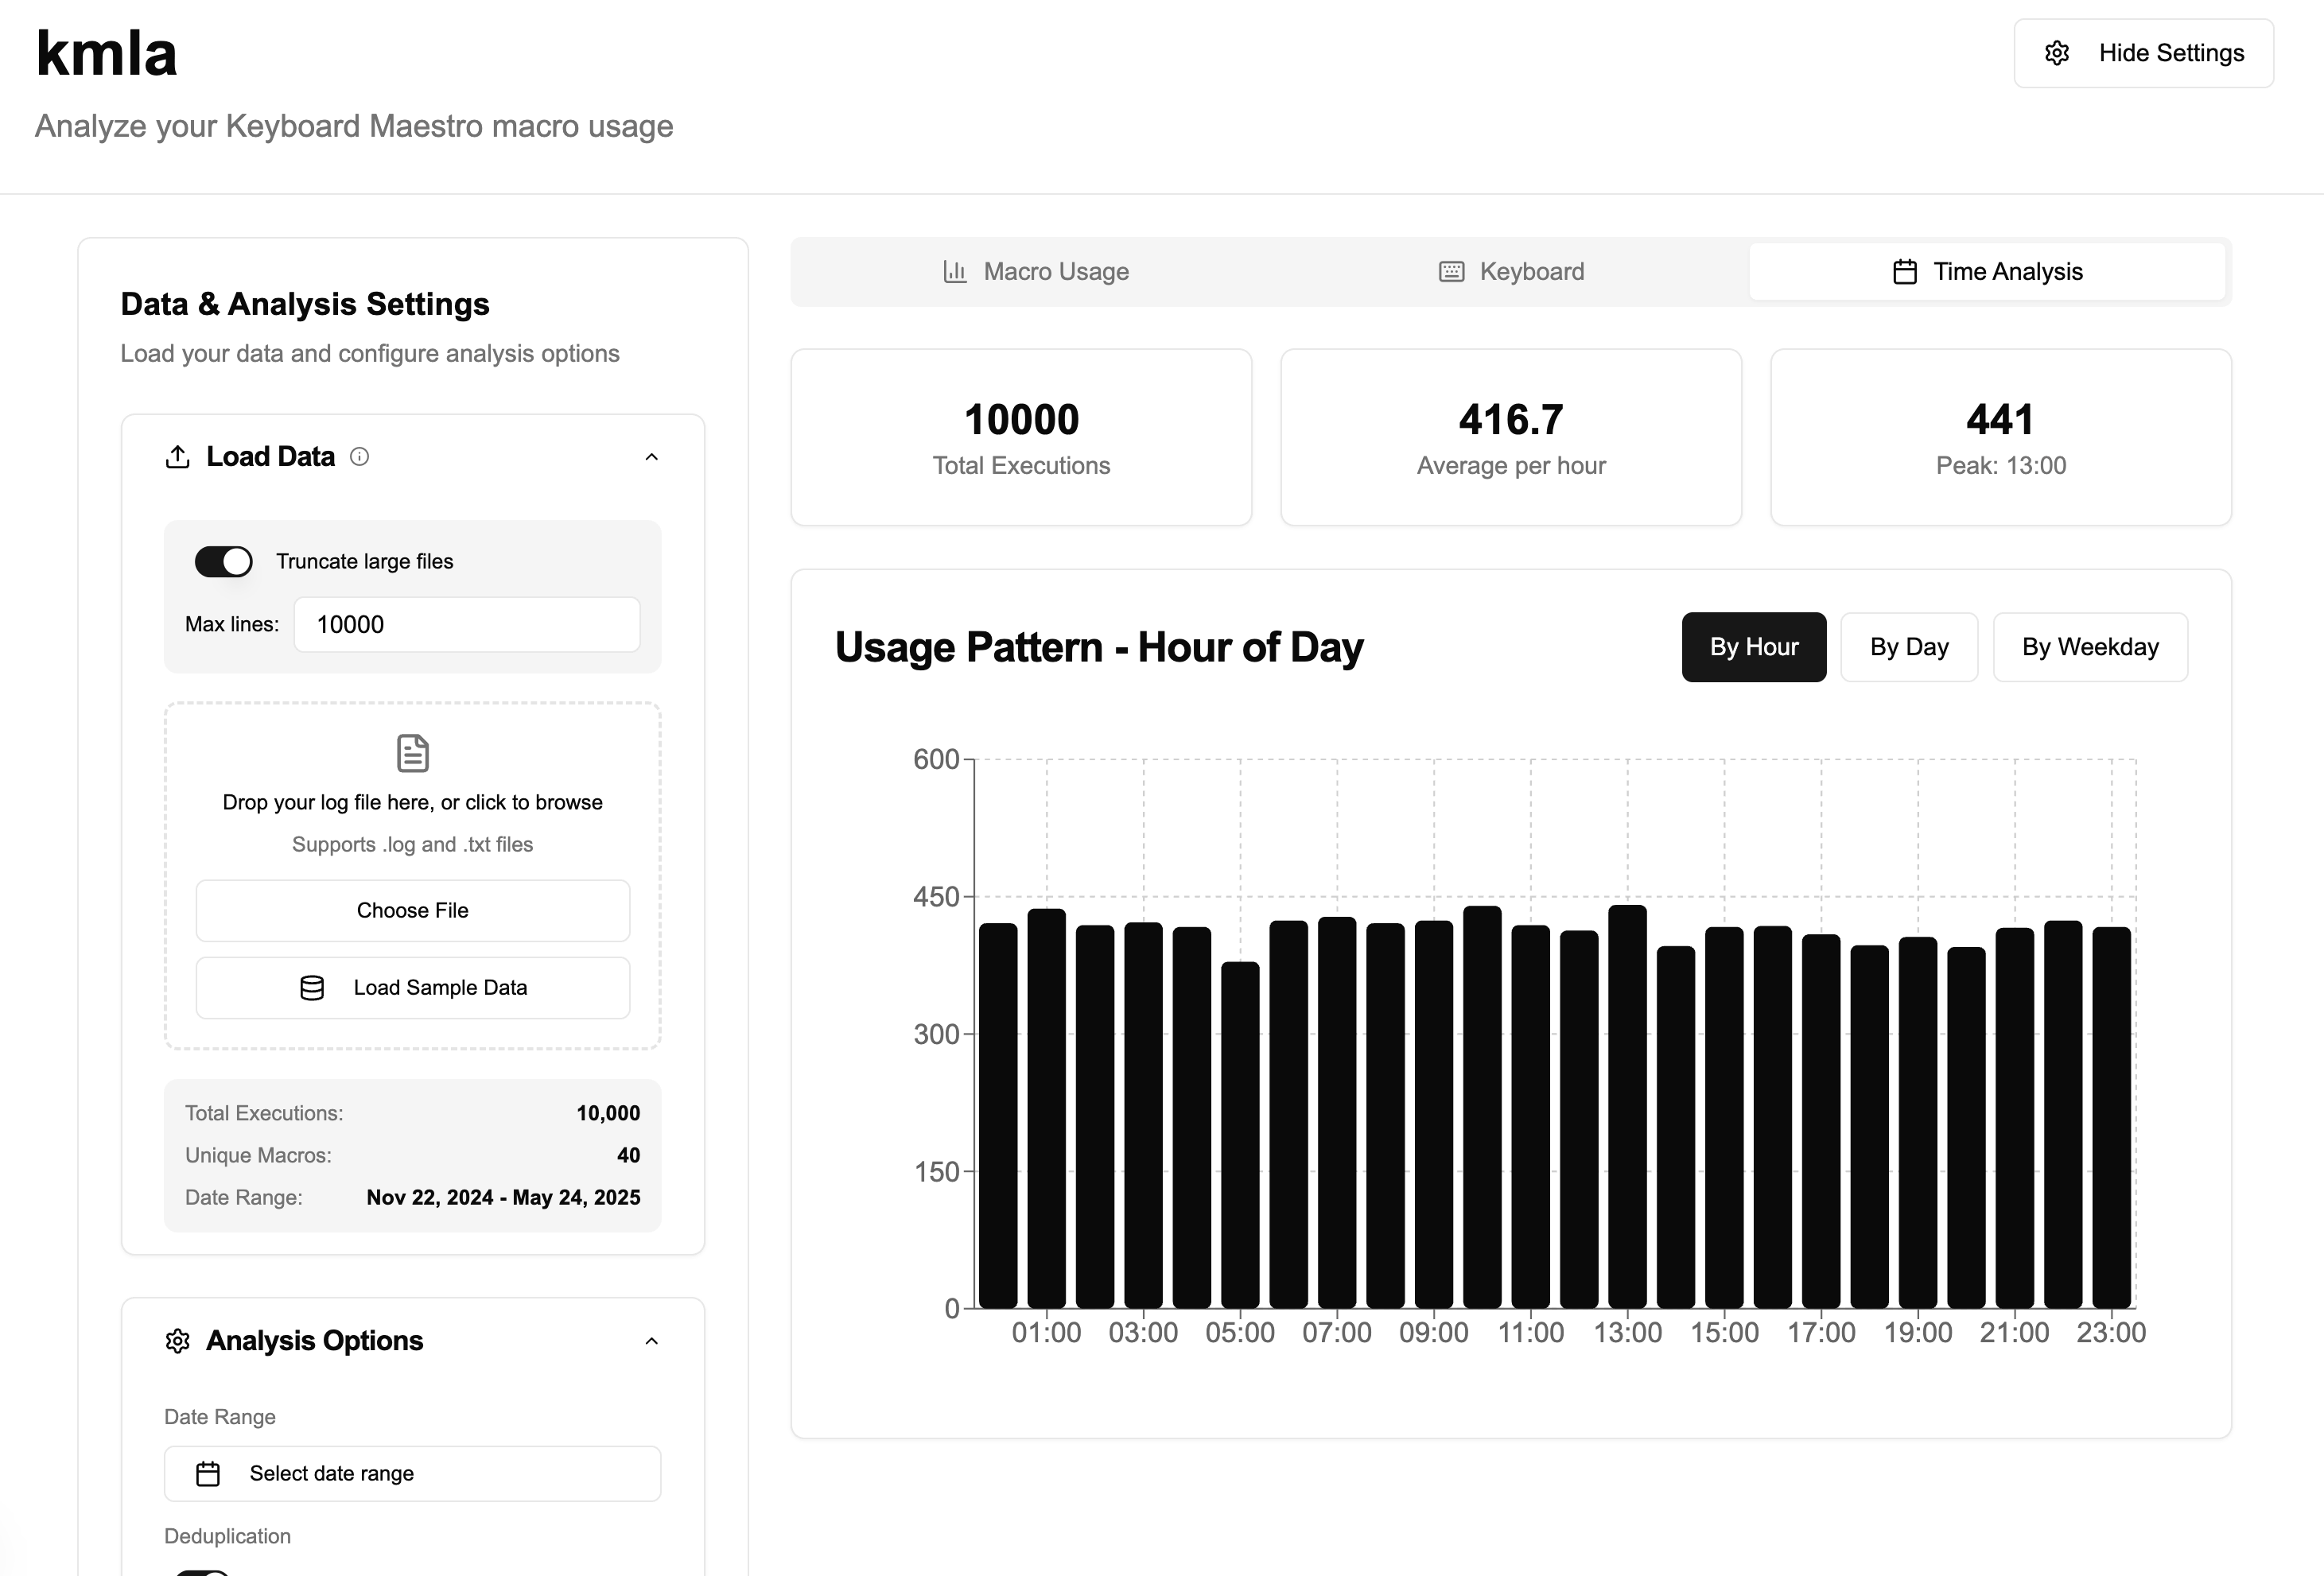 kmla
Hide Settings
Analyze your Keyboard Maestro macro usage
Data & Analysis Settings
Load your data and configure analysis options
Load Data
Truncate large files
Max lines: 10000
Drop your log file here, or click to browse
Supports .log and .txt files
Choose File
Load Sample Data
Total Executions: 10,000
Unique Macros: 40
Date Range: Nov 22, 2024 - May 24, 2025
Analysis Options
Date Range
Select date range
Deduplication
Macro Usage Keyboard Time Analysis
10000
Total Executions
416.7
Average per hour
441
Peak: 13:00
Usage Pattern - Hour of Day
By Hour By Day By Weekday
600
450
300
150
0
01:00 03:00 05:00 07:00 09:00 11:00 13:00 15:00 17:00 19:00 21:00 23:00